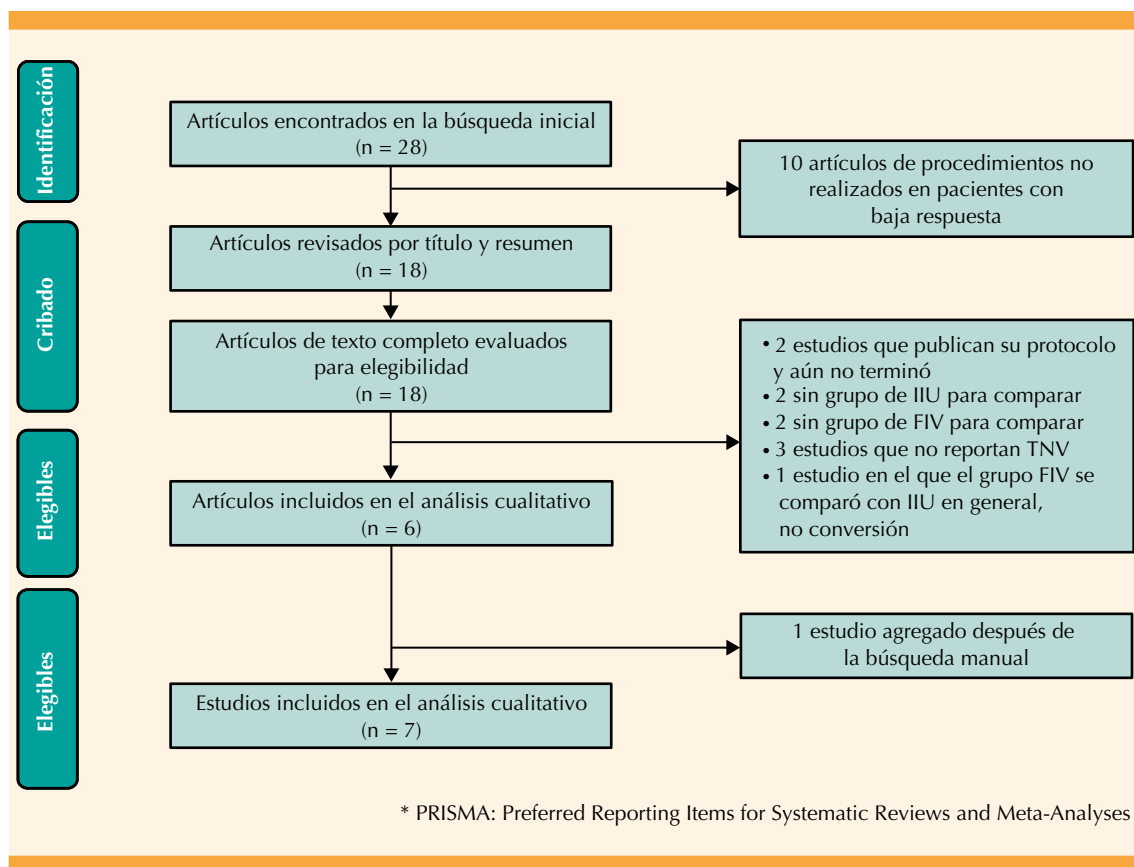 Identificación
Artículos encontrados en la búsqueda inicial
(n = 28)
10 artículos de procedimientos no
realizados en pacientes con
baja respuesta
Cribado
Artículos revisados por título y resumen
(n = 18)
Artículos de texto completo evaluados
para elegibilidad
(n = 18)
• 2 estudios que publican su protocolo
y aún no terminó
• 2 sin grupo de IIU para comparar
• 2 sin grupo de FIV para comparar
• 3 estudios que no reportan TNV
• 1 estudio en el que el grupo FIV se
comparó con IIU en general,
no conversión
Elegibles
Artículos incluidos en el análisis cualitativo
(n = 6)
Elegibles
1 estudio agregado después de
la búsqueda manual
Estudios incluidos en el análisis cualitativo
(n = 7)
* PRISMA: Preferred Reporting Items for Systematic Reviews and Meta-Analyses